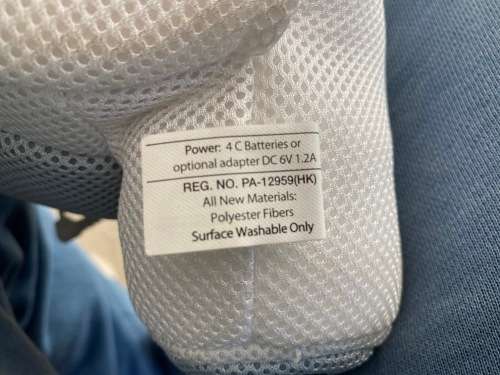 Power: 4 C Batteries or
optional adapter DC 6V 1.2A
REG. NO. PA-12959(HK)
All New Materials:
Polyester Fibers
Surface Washable Only